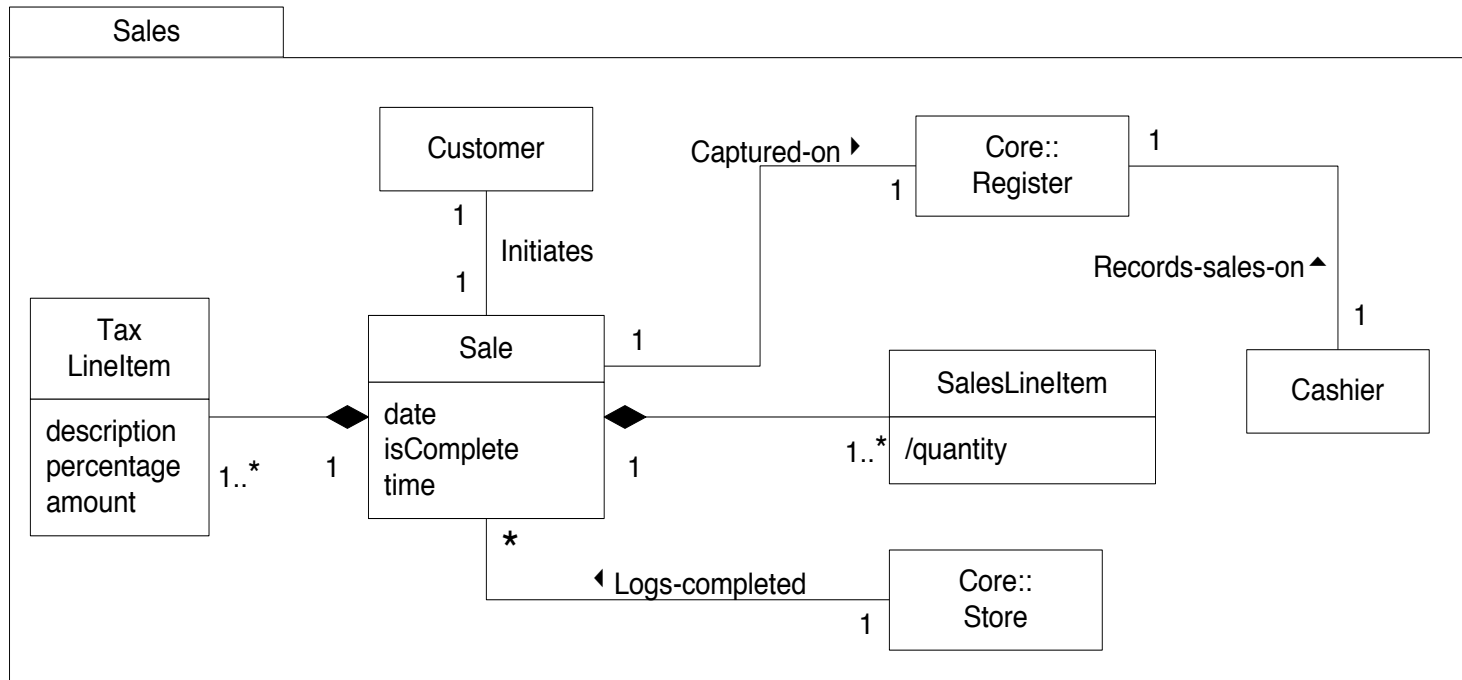 Sales
Customer
Captured-on
Core::
Register
1
1
1
Initiates
1
Records-sales-on
1
Tax
LineItem
description
percentage
amount
1..*
1
Sale
date
isComplete
time
1
1
SalesLineItem
/quantity
1..*
Cashier
*
Logs-completed
1
Core::
Store